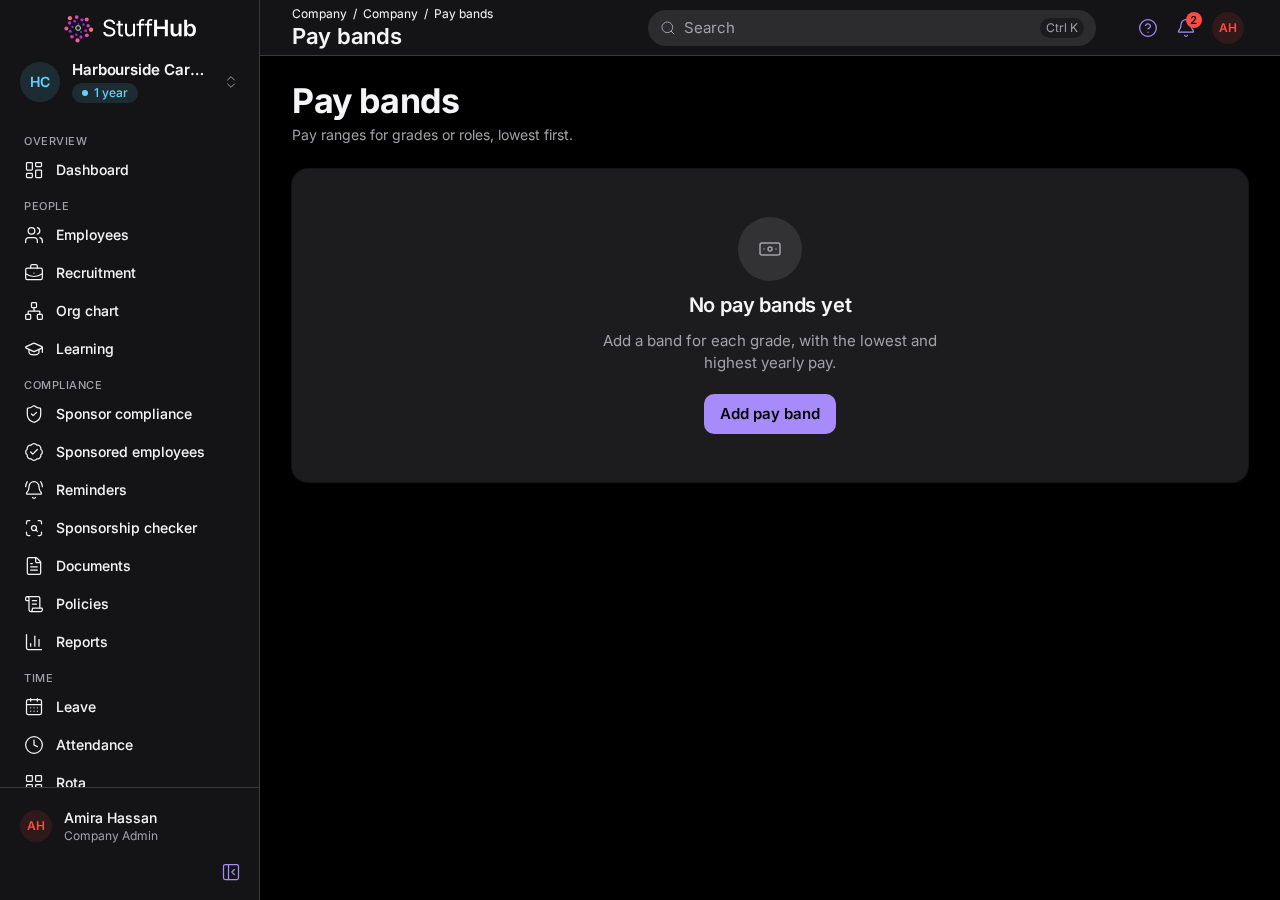 StuffHub
HC
Harbourside Car...
1 year
OVERVIEW
Dashboard
PEOPLE
Employees
Recruitment
Org chart
Learning
COMPLIANCE
Sponsor compliance
Sponsored employees
Reminders
Sponsorship checker
Documents
Policies
Reports
TIME
Leave
Attendance
Rota
AH
Amira Hassan
Company Admin
Company / Company / Pay bands
Pay bands
Search
Ctrl K
2
AH
Pay bands
Pay ranges for grades or roles, lowest first.
No pay bands yet
Add a band for each grade, with the lowest and
highest yearly pay.
Add pay band